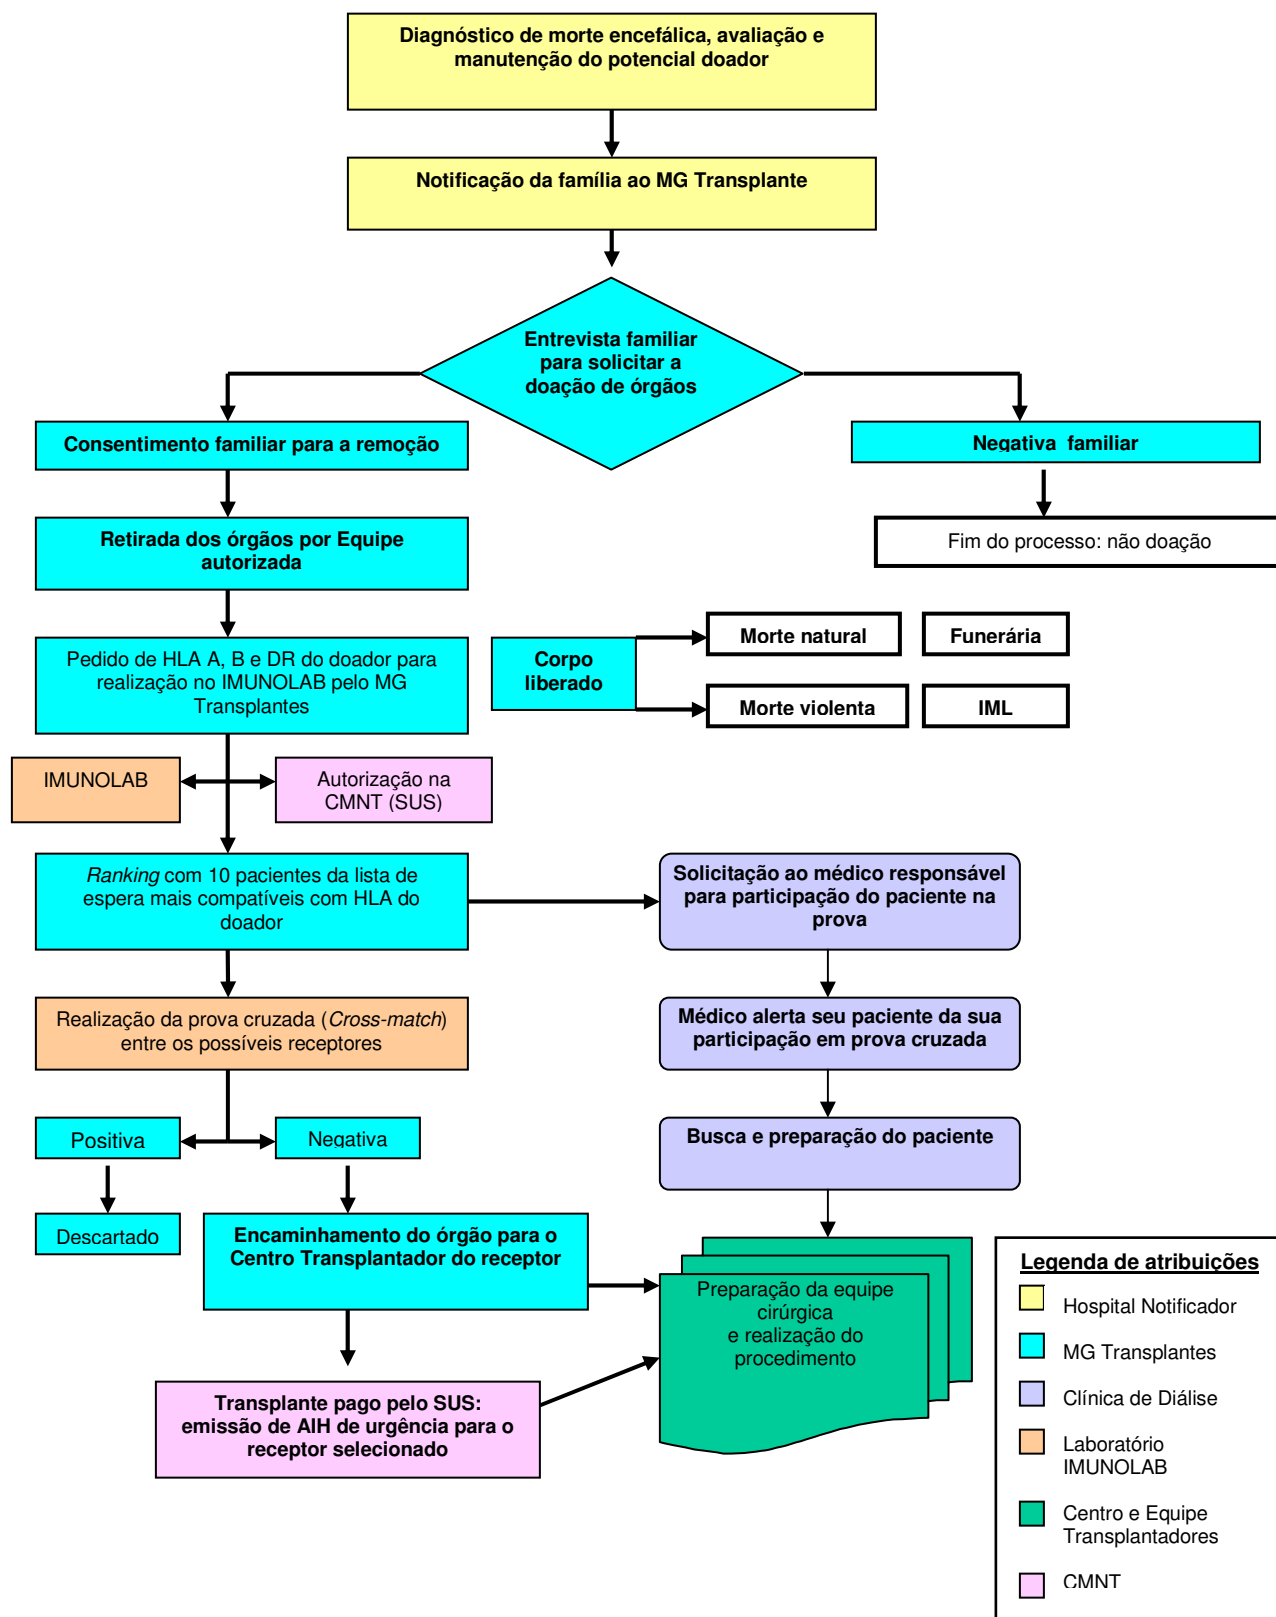 Diagnóstico de morte encefálica, avaliação e
manutenção do potencial doador
Notificação da família ao MG Transplante
Entrevista familiar
para solicitar a
doação de órgãos
Consentimento familiar para a remoção
Negativa  familiar
Retirada dos órgãos por Equipe
autorizada
Fim do processo: não doação
Pedido de HLA A, B e DR do doador para
realização no IMUNOLAB pelo MG
Transplantes
Corpo
liberado
Morte natural
Funerária
Morte violenta
IML
IMUNOLAB
Autorização na
CMNT (SUS)
Ranking com 10 pacientes da lista de
espera mais compatíveis com HLA do
doador
Solicitação ao médico responsável
para participação do paciente na
prova
Realização da prova cruzada (Cross-match)
entre os possíveis receptores
Médico alerta seu paciente da sua
participação em prova cruzada
Positiva
Negativa
Busca e preparação do paciente
Descartado
Encaminhamento do órgão para o
Centro Transplantador do receptor
Preparação da equipe
cirúrgica
e realização do
procedimento
Transplante pago pelo SUS:
emissão de AIH de urgência para o
receptor selecionado
Legenda de atribuições
Hospital Notificador
MG Transplantes
Clínica de Diálise
Laboratório
IMUNOLAB
Centro e Equipe
Transplantadores
CMNT